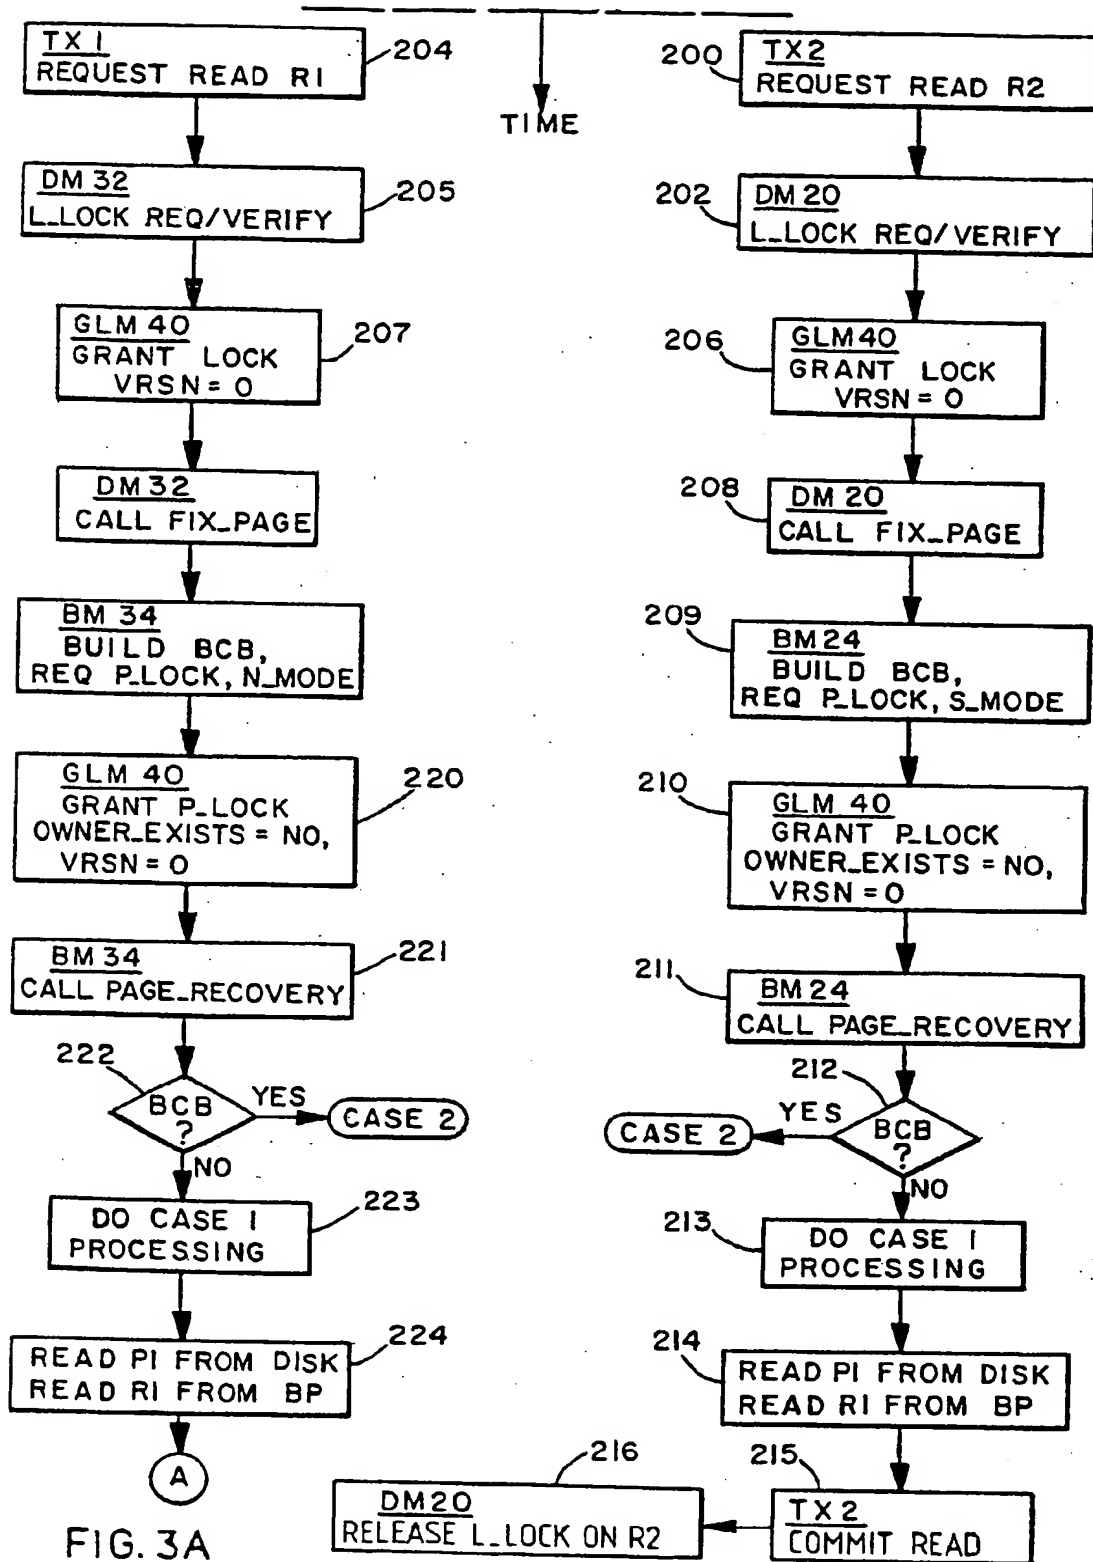 TX 1
REQUEST READ R1
204
TIME
200
TX2
REQUEST READ R2
DM 32
L_LOCK REQ/VERIFY
205
202
DM 20
L_LOCK REQ/VERIFY
GLM 40
GRANT LOCK
VRSN = 0
207
206
GLM40
GRANT LOCK
VRSN = 0
DM 32
CALL FIX_PAGE
208
DM 20
CALL FIX_PAGE
BM 34
BUILD BCB,
REQ P_LOCK, N_MODE
209
BM 24
BUILD BCB,
REQ P_LOCK, S_MODE
GLM 40
GRANT P_LOCK
OWNER_EXISTS = NO,
VRSN = 0
220
210
GLM 40
GRANT P_LOCK
OWNER_EXISTS = NO,
VRSN = 0
BM 34
CALL PAGE_RECOVERY
221
211
BM 24
CALL PAGE_RECOVERY
222
BCB
?
YES
CASE 2
NO
212
BCB
?
YES
CASE 2
NO
DO CASE 1
PROCESSING
223
213
DO CASE 1
PROCESSING
READ P1 FROM DISK
READ R1 FROM BP
224
214
READ P1 FROM DISK
READ R1 FROM BP
A
216
DM20
RELEASE L_LOCK ON R2
215
TX 2
COMMIT READ
FIG. 3A